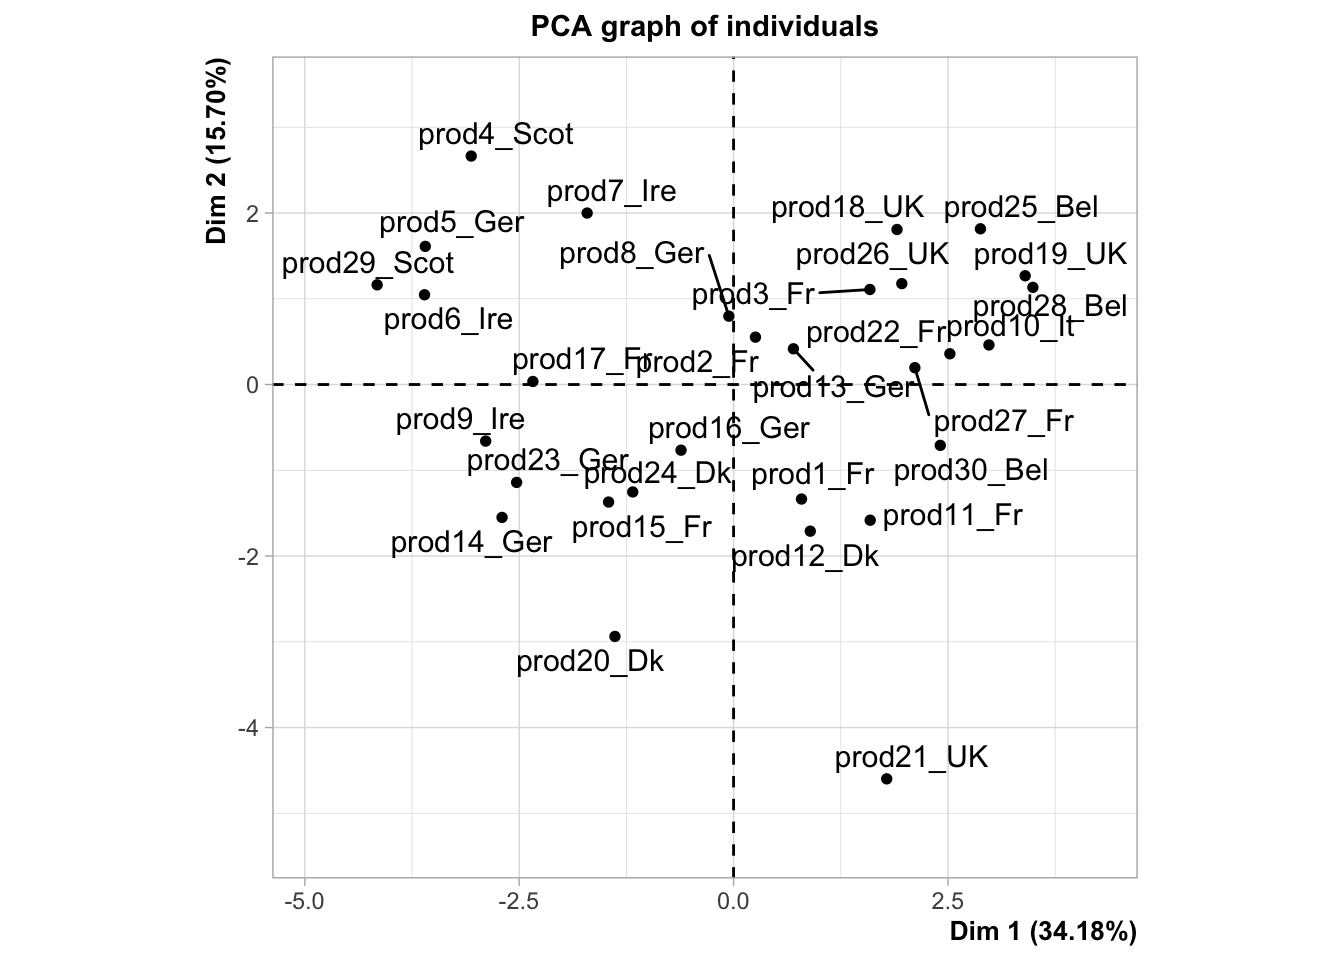 PCA graph of individuals
Dim 2 (15.70%)
prod4_Scot
prod7_Ire
prod18_UK
prod25_Bel
prod5_Ger
prod8_Ger
prod26_UK
prod19_UK
prod29_Scot
prod3_Fr
prod28_Bel
prod6_Ire
prod22_Fr
prod10_It
prod17_Fr
prod2_Fr
prod13_Ger
prod9_Ire
prod16_Ger
prod27_Fr
prod23_Ger
prod24_Dk
prod1_Fr
prod30_Bel
prod15_Fr
prod11_Fr
prod14_Ger
prod12_Dk
prod20_Dk
prod21_UK
2
0
-2
-4
-5.0
-2.5
0.0
2.5
Dim 1 (34.18%)